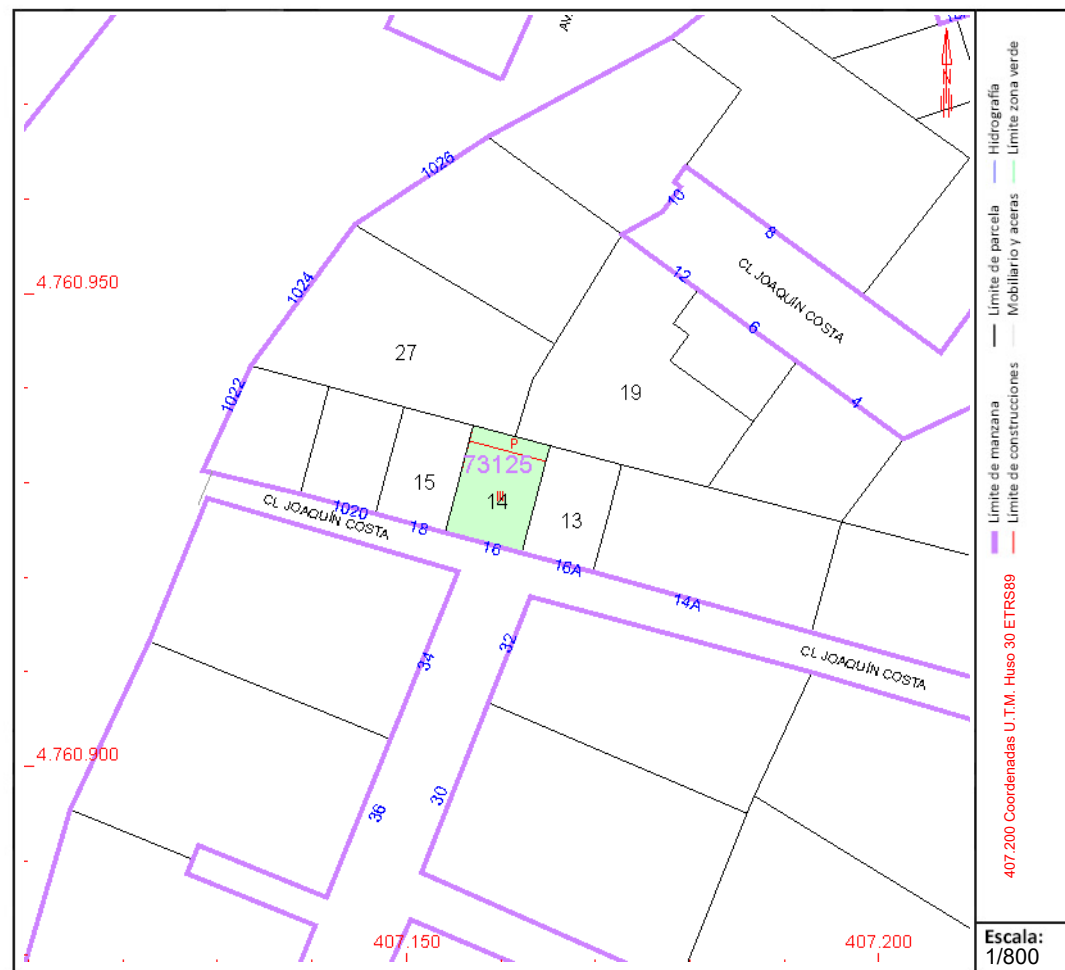 Av.
N
1026
10
8
1024
4.760.950
12
CL JOAQUÍN COSTA
6
27
19
4
1022
P
73125
15
14
III
13
1020
CL JOAQUÍN COSTA
18
16
16A
14A
32
34
CL JOAQUÍN COSTA
4.760.900
30
36
407.150
407.200
Hidrografía
Límite zona verde
Límite de parcela
Mobiliario y aceras
Límite de manzana
Límite de construcciones
407.200 Coordenadas U.T.M. Huso 30 ETRS89
Escala:
1/800